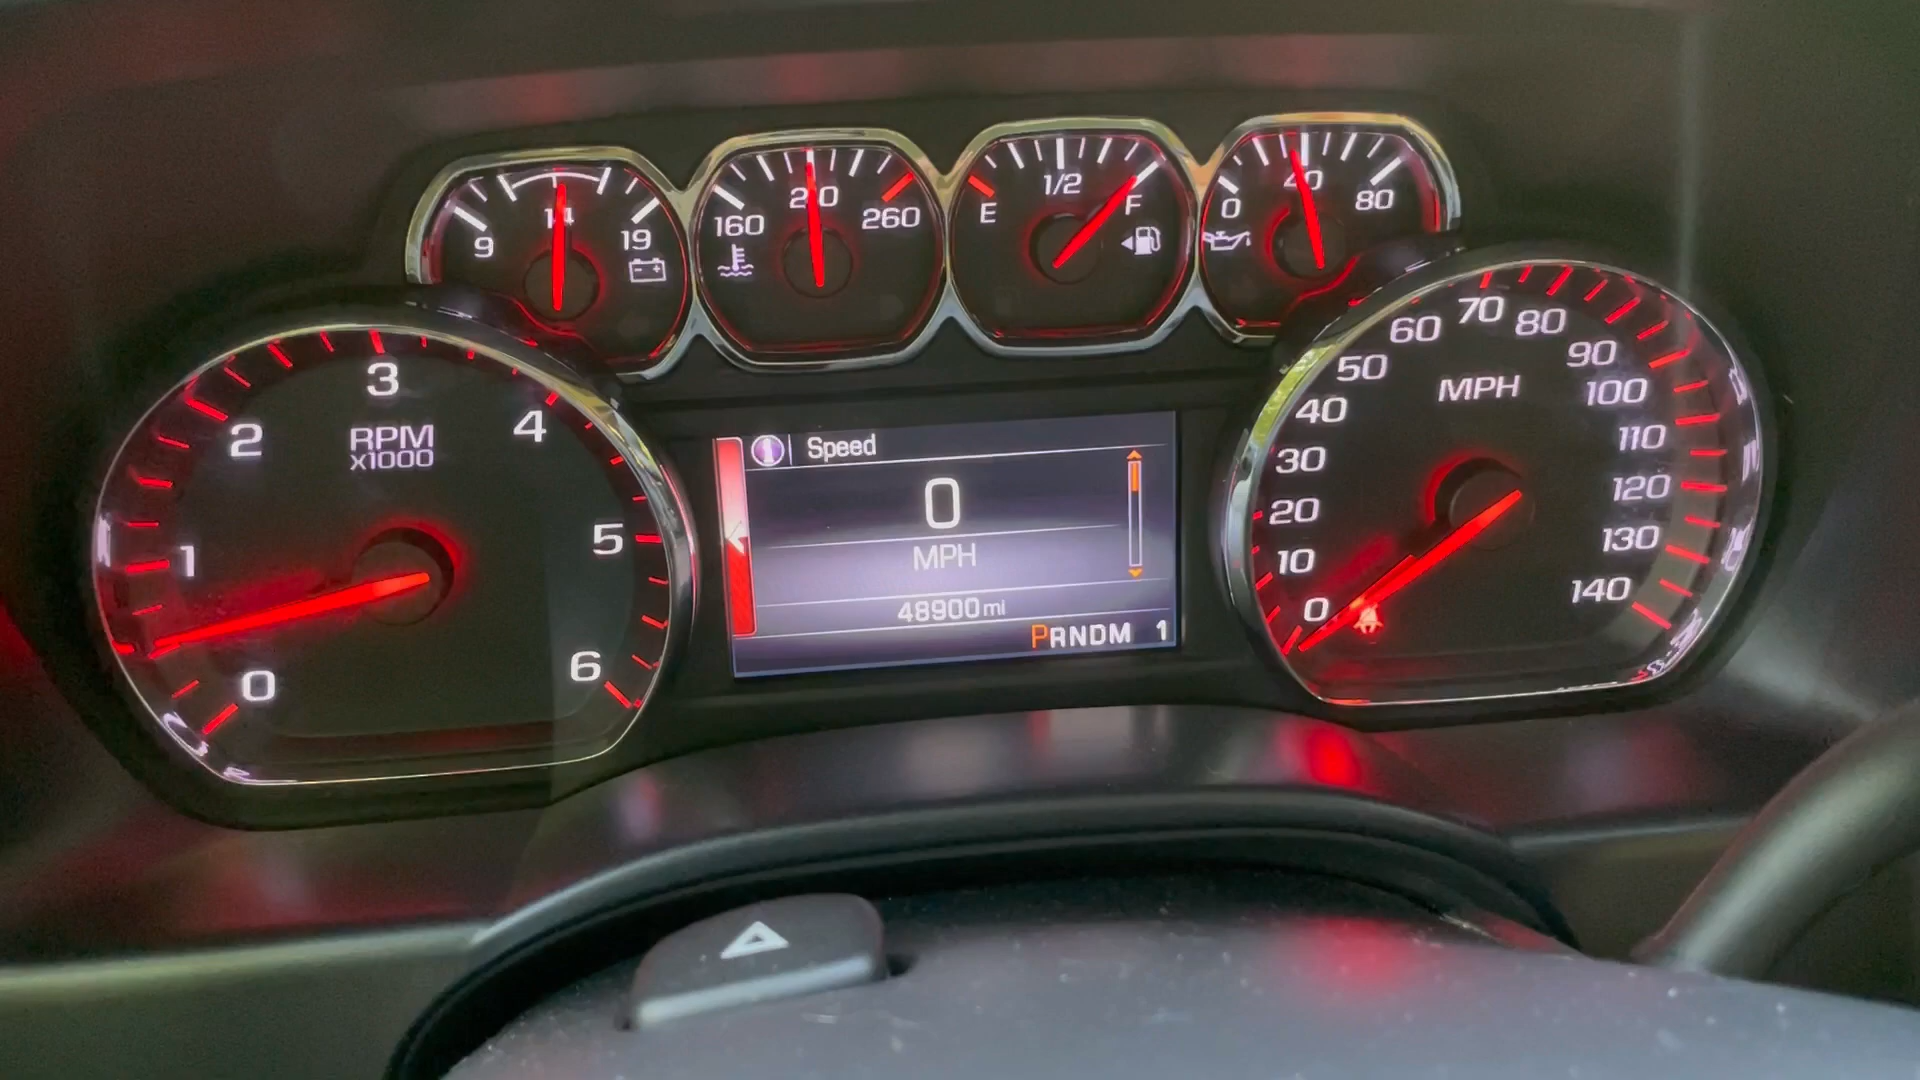 9 14 19
160 210 260
E 1/2 F
0 40 80
0 1 2 3 4 5 6
RPM
x1000
Speed
0
MPH
48900mi
PRNDM 1
0 10 20 30 40 50 60 70 80 90 100 110 120 130 140
MPH